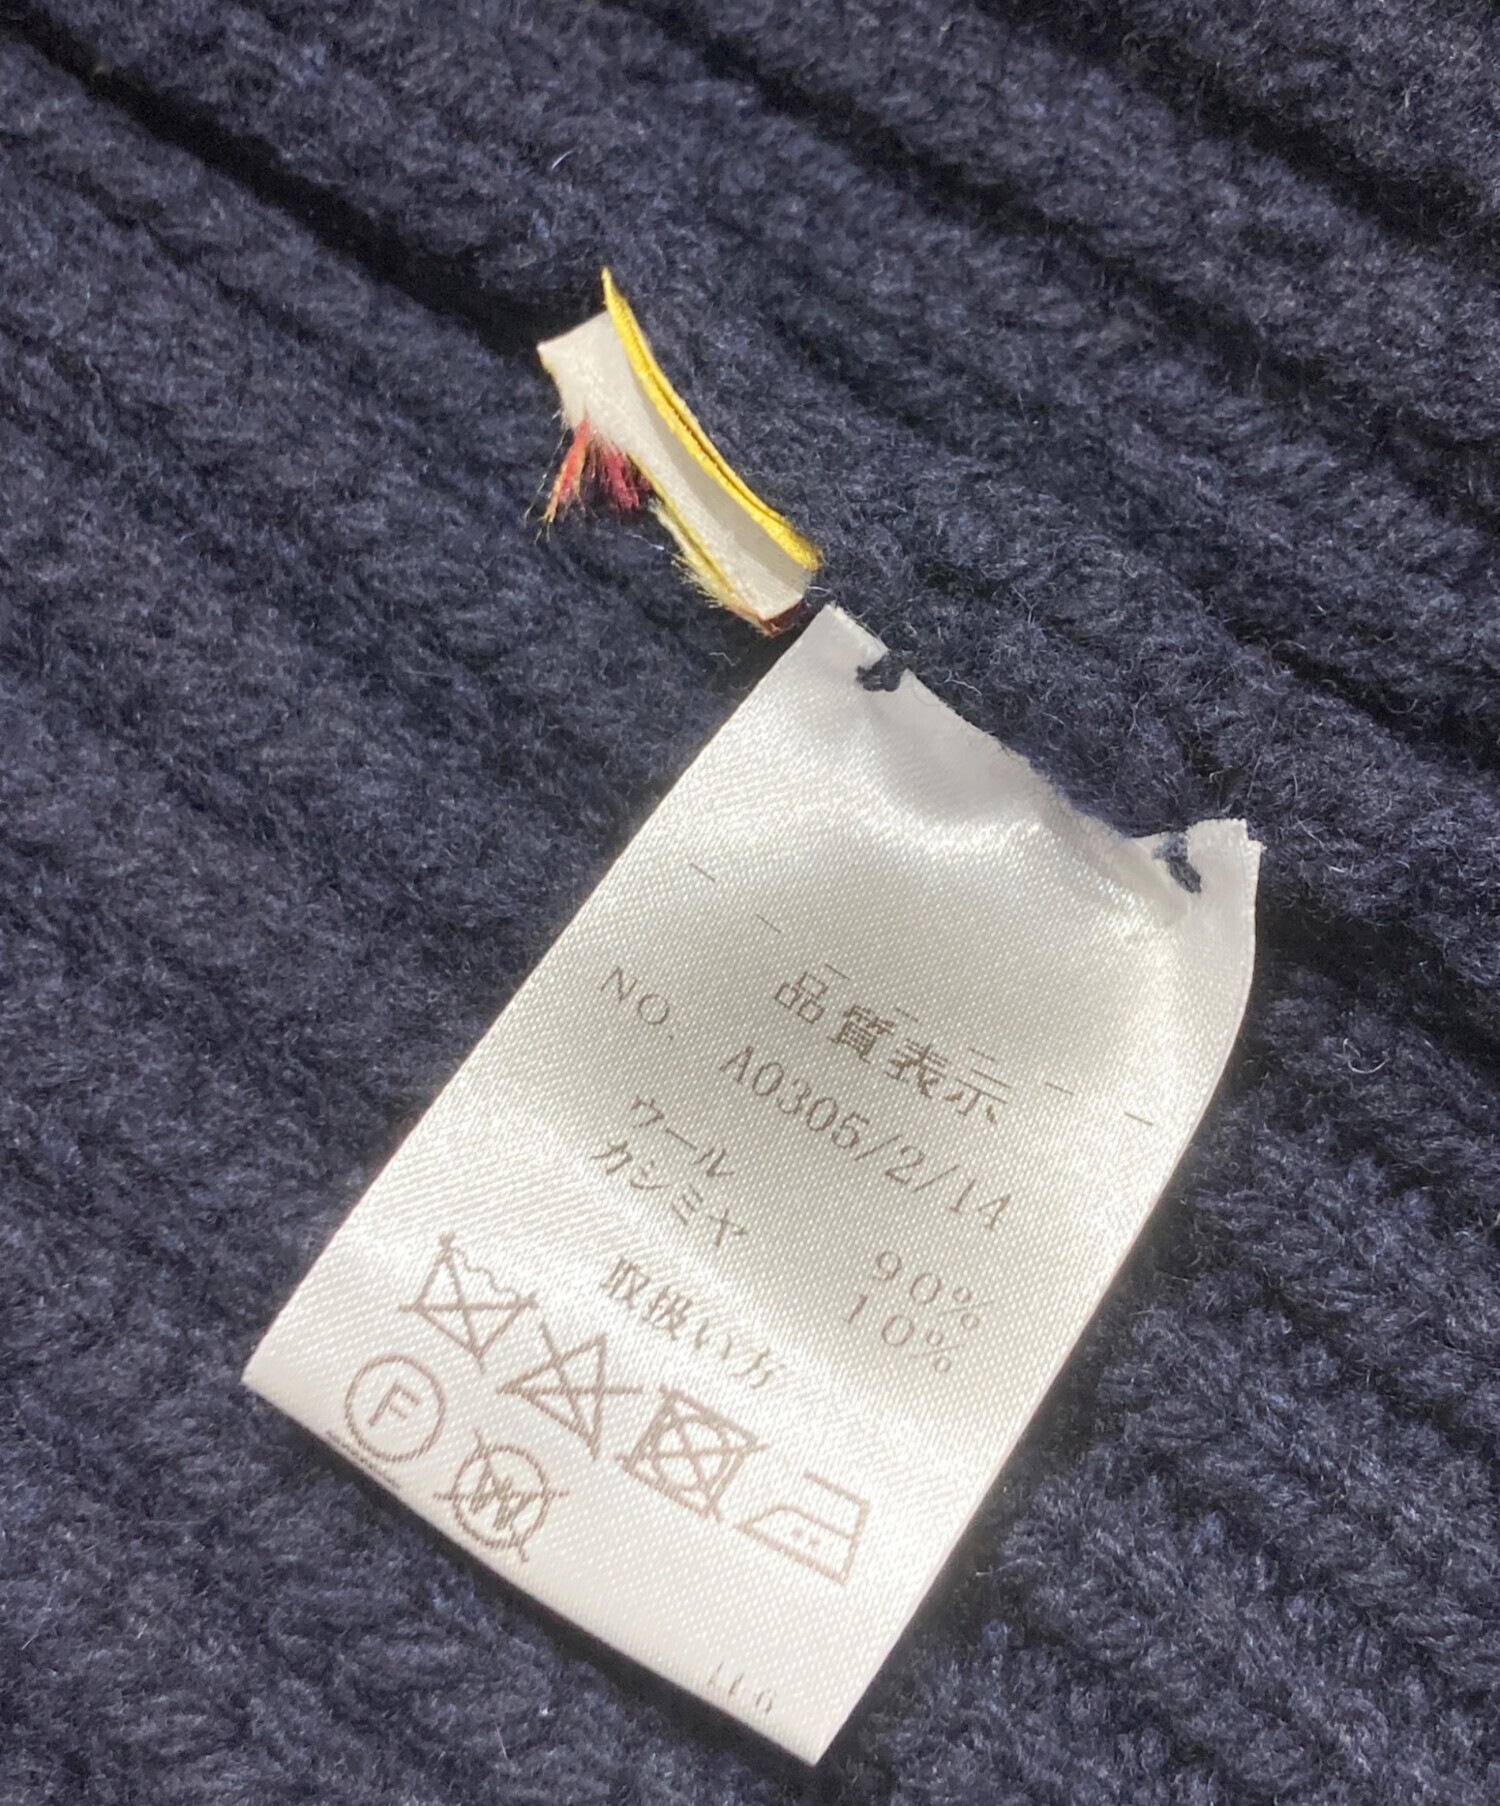 品質表示
NO. A0305/2/14
ウール 90%
カシミヤ 10%
取扱い方
F
W